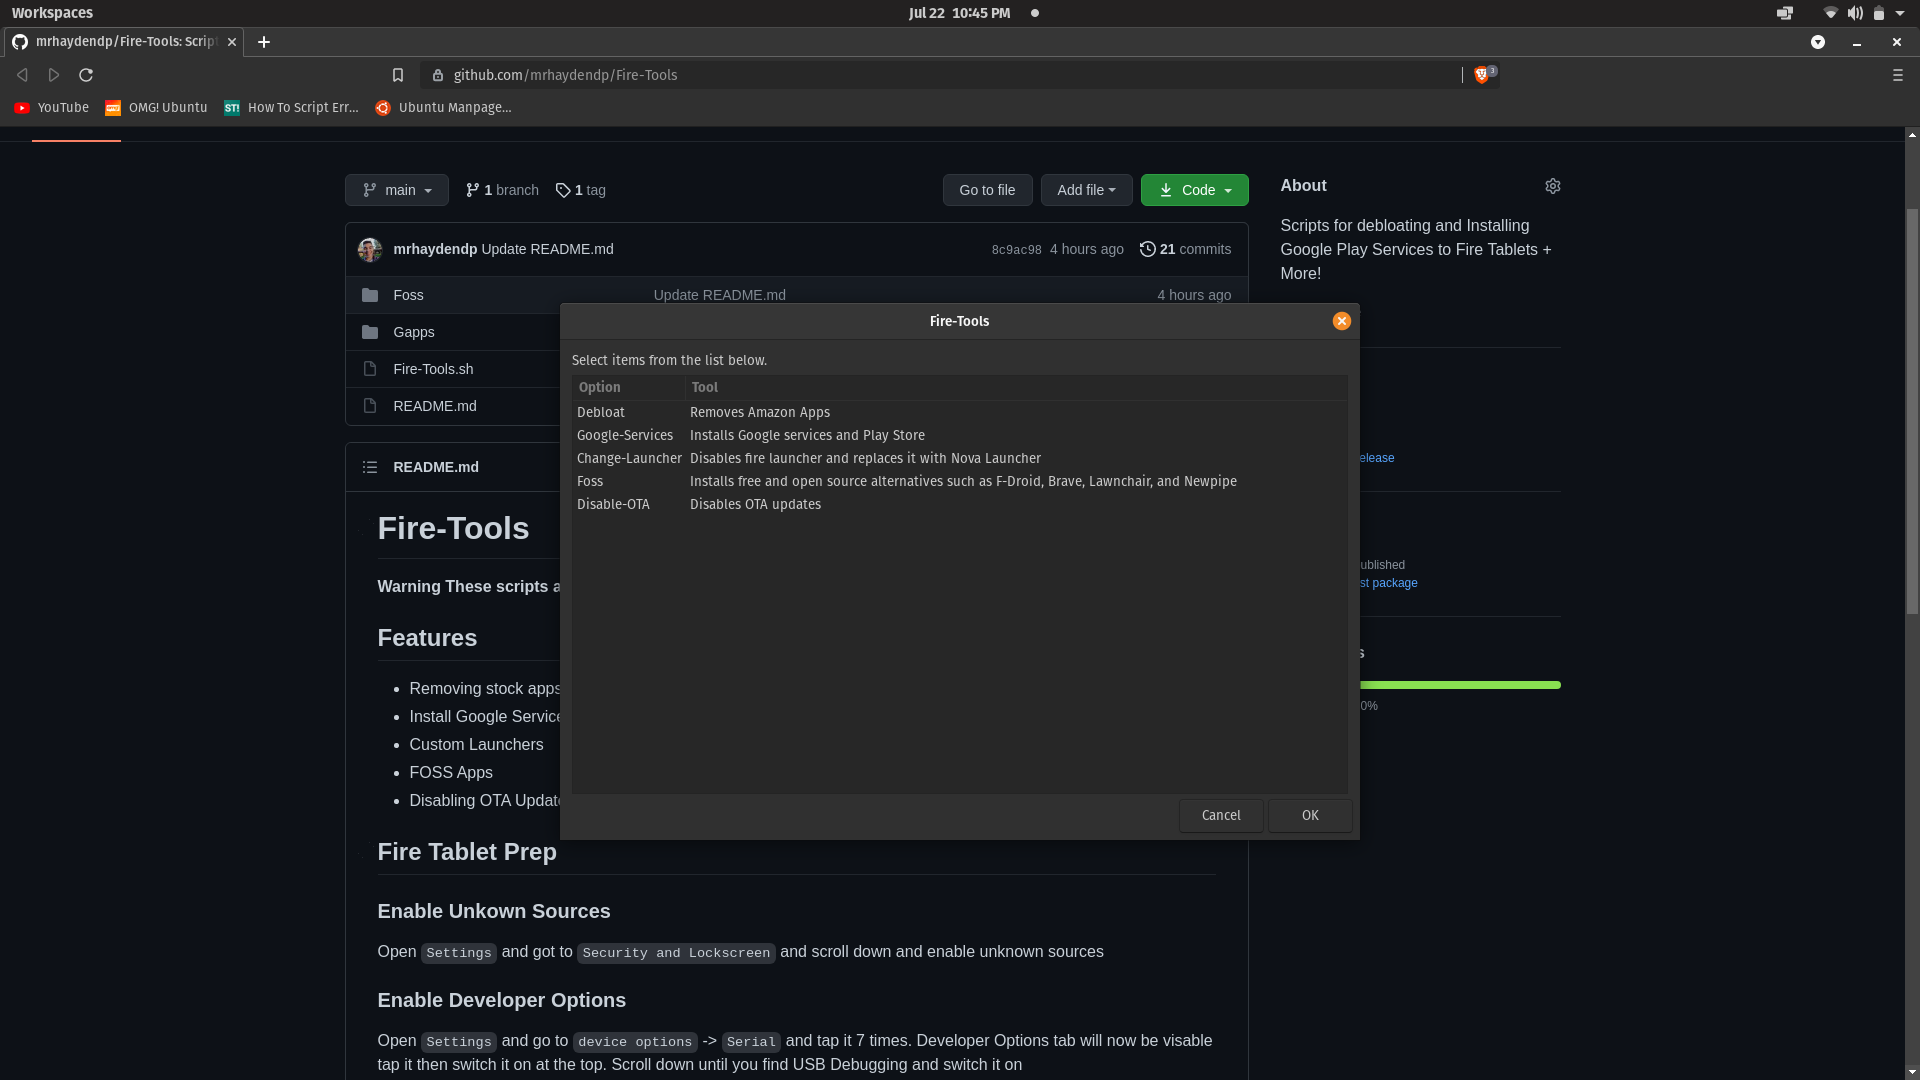 Workspaces
Jul 22 10:45 PM
mrhaydendp/Fire-Tools: Script
github.com/mrhaydendp/Fire-Tools
3
YouTube
OMG! Ubuntu
How To Script Err...
Ubuntu Manpage...
main
1 branch
1 tag
Go to file
Add file
Code
About
Scripts for debloating and Installing
Google Play Services to Fire Tablets +
More!
mrhaydendp Update README.md
8c9ac98 4 hours ago
21 commits
Foss
Update README.md
4 hours ago
Gapps
Fire-Tools.sh
README.md
README.md
Fire-Tools
Warning These scripts a
Features
Removing stock apps
Install Google Service
Custom Launchers
FOSS Apps
Disabling OTA Update
Fire Tablet Prep
Enable Unkown Sources
Open Settings and got to Security and Lockscreen and scroll down and enable unknown sources
Enable Developer Options
Open Settings and go to device options -> Serial and tap it 7 times. Developer Options tab will now be visable
tap it then switch it on at the top. Scroll down until you find USB Debugging and switch it on
Fire-Tools
Select items from the list below.
Option Tool
Debloat Removes Amazon Apps
Google-Services Installs Google services and Play Store
Change-Launcher Disables fire launcher and replaces it with Nova Launcher
Foss Installs free and open source alternatives such as F-Droid, Brave, Lawnchair, and Newpipe
Disable-OTA Disables OTA updates
Cancel
OK
elease
ublished
st package
s
0%